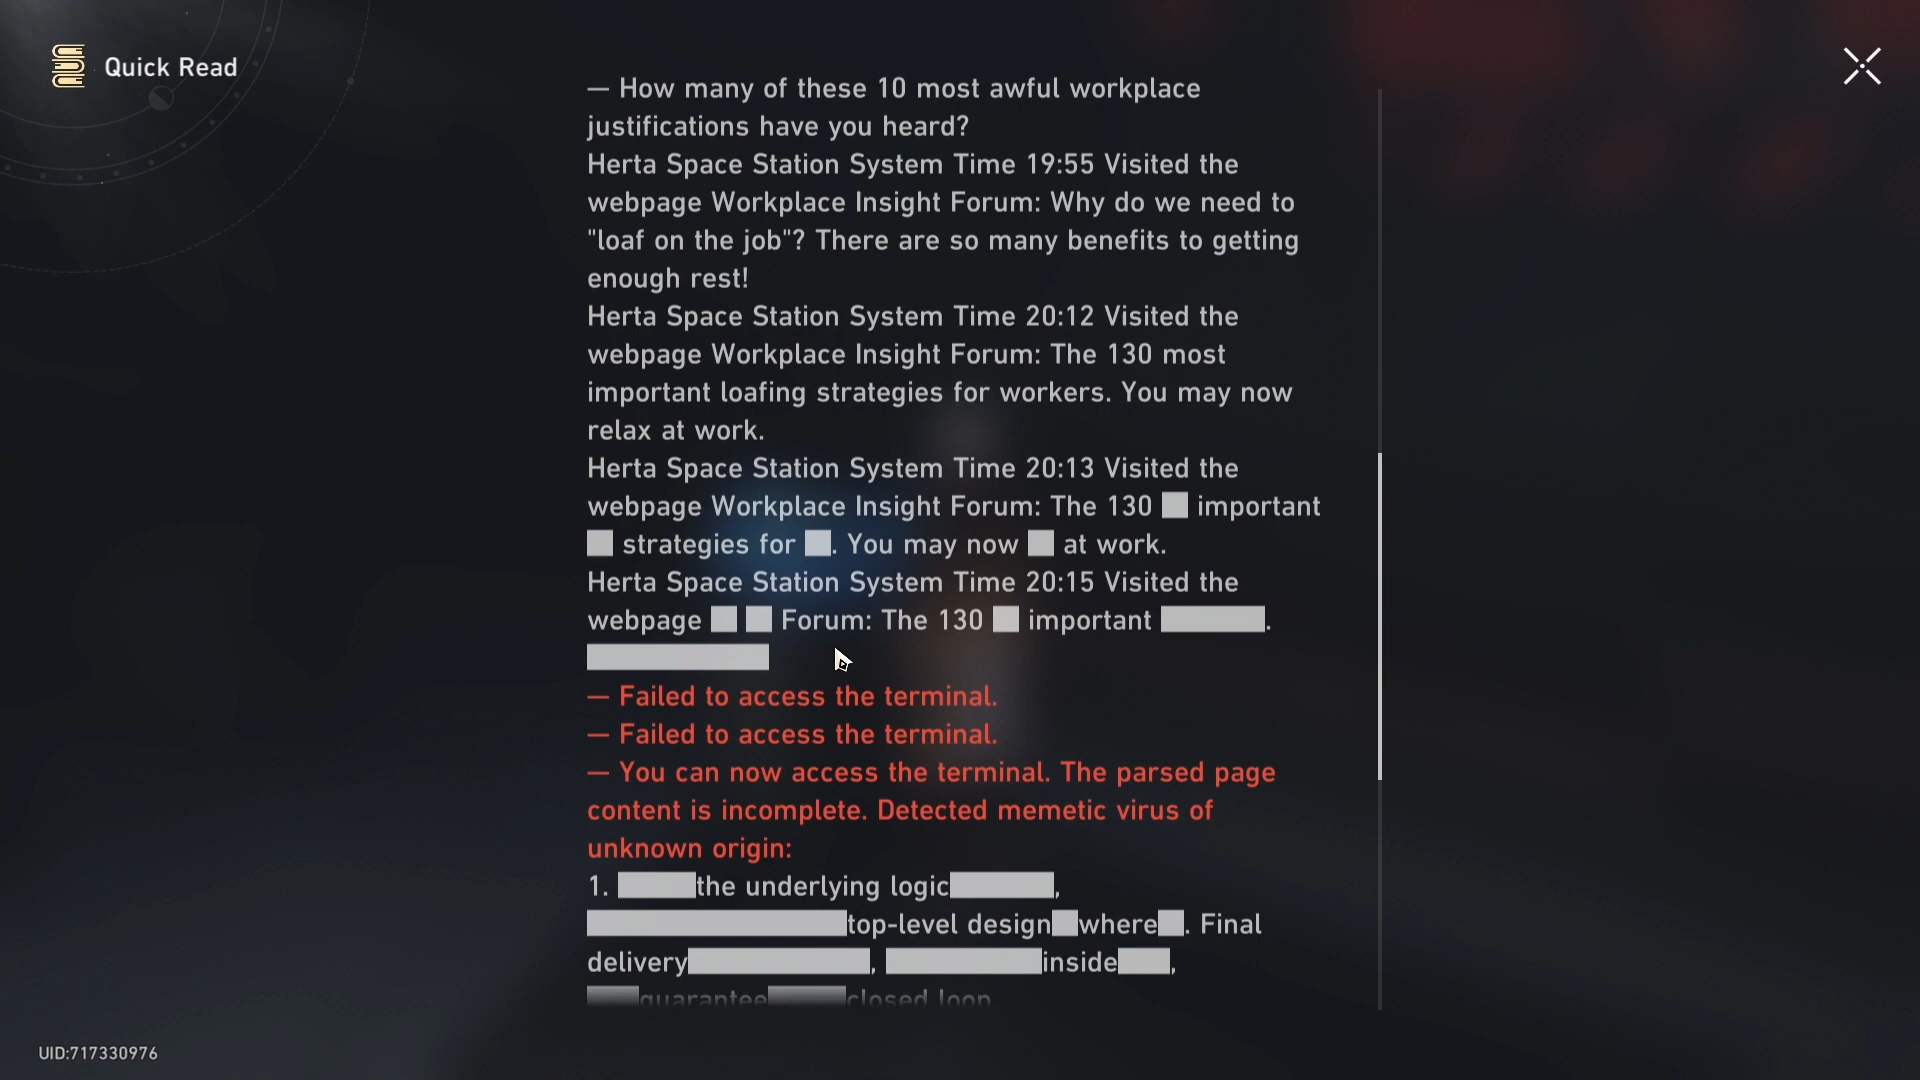 Quick Read
— How many of these 10 most awful workplace
justifications have you heard?
Herta Space Station System Time 19:55 Visited the
webpage Workplace Insight Forum: Why do we need to
"loaf on the job"? There are so many benefits to getting
enough rest!
Herta Space Station System Time 20:12 Visited the
webpage Workplace Insight Forum: The 130 most
important loafing strategies for workers. You may now
relax at work.
Herta Space Station System Time 20:13 Visited the
webpage Workplace Insight Forum: The 130 █ important
█ strategies for █. You may now █ at work.
Herta Space Station System Time 20:15 Visited the
webpage █ █ Forum: The 130 █ important ████.
███████
— Failed to access the terminal.
— Failed to access the terminal.
— You can now access the terminal. The parsed page
content is incomplete. Detected memetic virus of
unknown origin:
1. ███the underlying logic████,
██████████top-level design█where█. Final
delivery███████, ██████inside██,
██guarantee███closed loop
UID:717330976